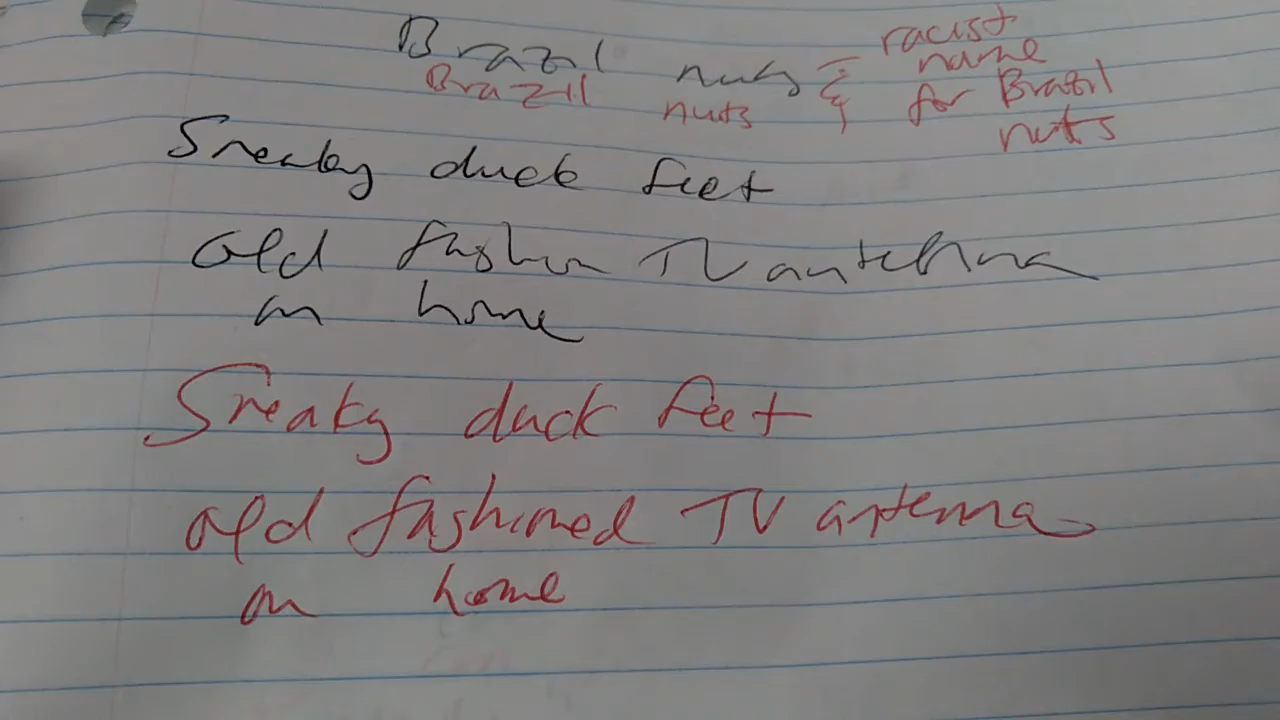 Brazil nuts
Brazil nuts & racist name for Brazil nuts
Sneaky duck feet
old fashion TV antenna
on home
Sneaky duck feet
old fashioned TV antenna
on home